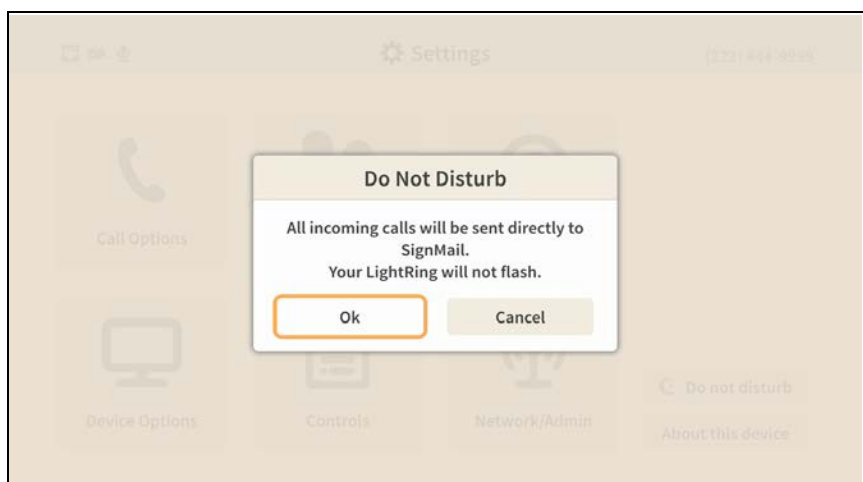 Settings
Call Options
Do Not Disturb
All incoming calls will be sent directly to
SignMail.
Your LightRing will not flash.
Ok
Cancel
Device Options
Controls
Network/Admin
Do not disturb
About this device